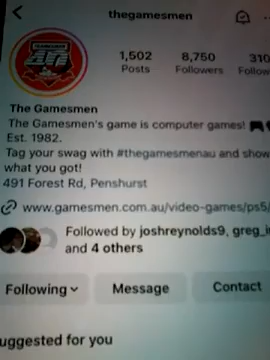 thegamesmen
1,502
8,750
310
Posts
Followers
Follow
The Gamesmen
The Gamesmen's game is computer games!
Est. 1982.
Tag your swag with #thegamesmenau and show
what you got!
491 Forest Rd, Penshurst
www.gamesmen.com.au/video-games/ps5/
Followed by joshreynolds9, greg_i
and 4 others
Following
Message
Contact
uggested for you